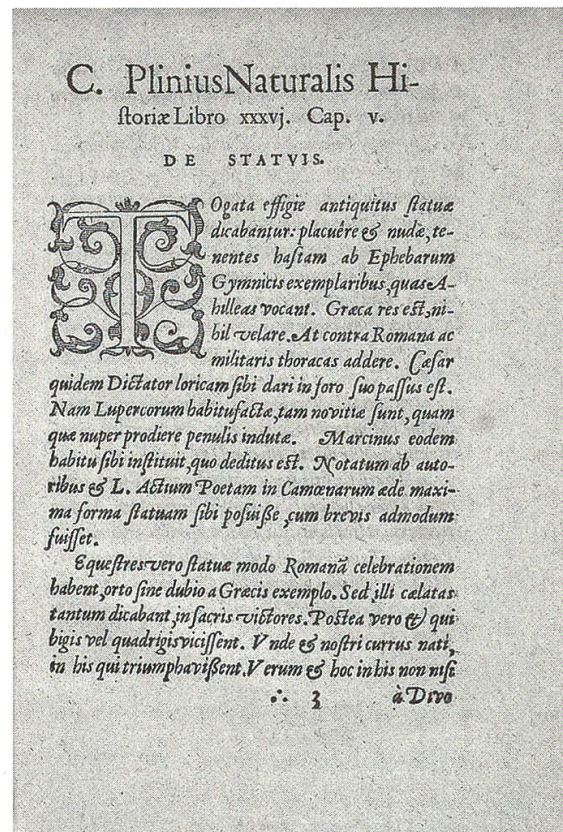 C. Plinius Naturalis Hi-
ſtoriæ Libro xxxvj. Cap. v.
DE STATVIS.
TOgata effigie antiquitus ſtatuæ
dicabantur: placuêre & nudæ, te-
nentes haſtam ab Ephebarum
Gymnicis exemplaribus, quas A-
hilleas vocant. Græca res eſt, ni-
hil velare. At contra Romana ac
militaris thoracas addere. Cæſar
quidem Dictator loricam ſibi dari in foro ſuo paſſus eſt.
Nam Lupercorum habitu factæ, tam novitiæ ſunt, quam
quæ nuper prodiere penulis indutæ. Marcinus eodem
habitu ſibi inſtituit, quo deditus eſt. Notatum ab auto-
ribus & L. Actium Poetam in Camœnarum æde maxi-
ma forma ſtatuam ſibi poſuiße, cum brevis admodum
fuiſſet.
Equeſtres vero ſtatuæ modo Romanã celebrationem
habent, orto ſine dubio a Græcis exemplo. Sed illi cælatas
tantum dicabant, in ſacris victores. Poſtea vero & qui
bigis vel quadrigis viciſſent. Vnde & noſtri currus nati,
in his qui triumphavißent. Verum & hoc in his non niſi
∴ 3 à Divo